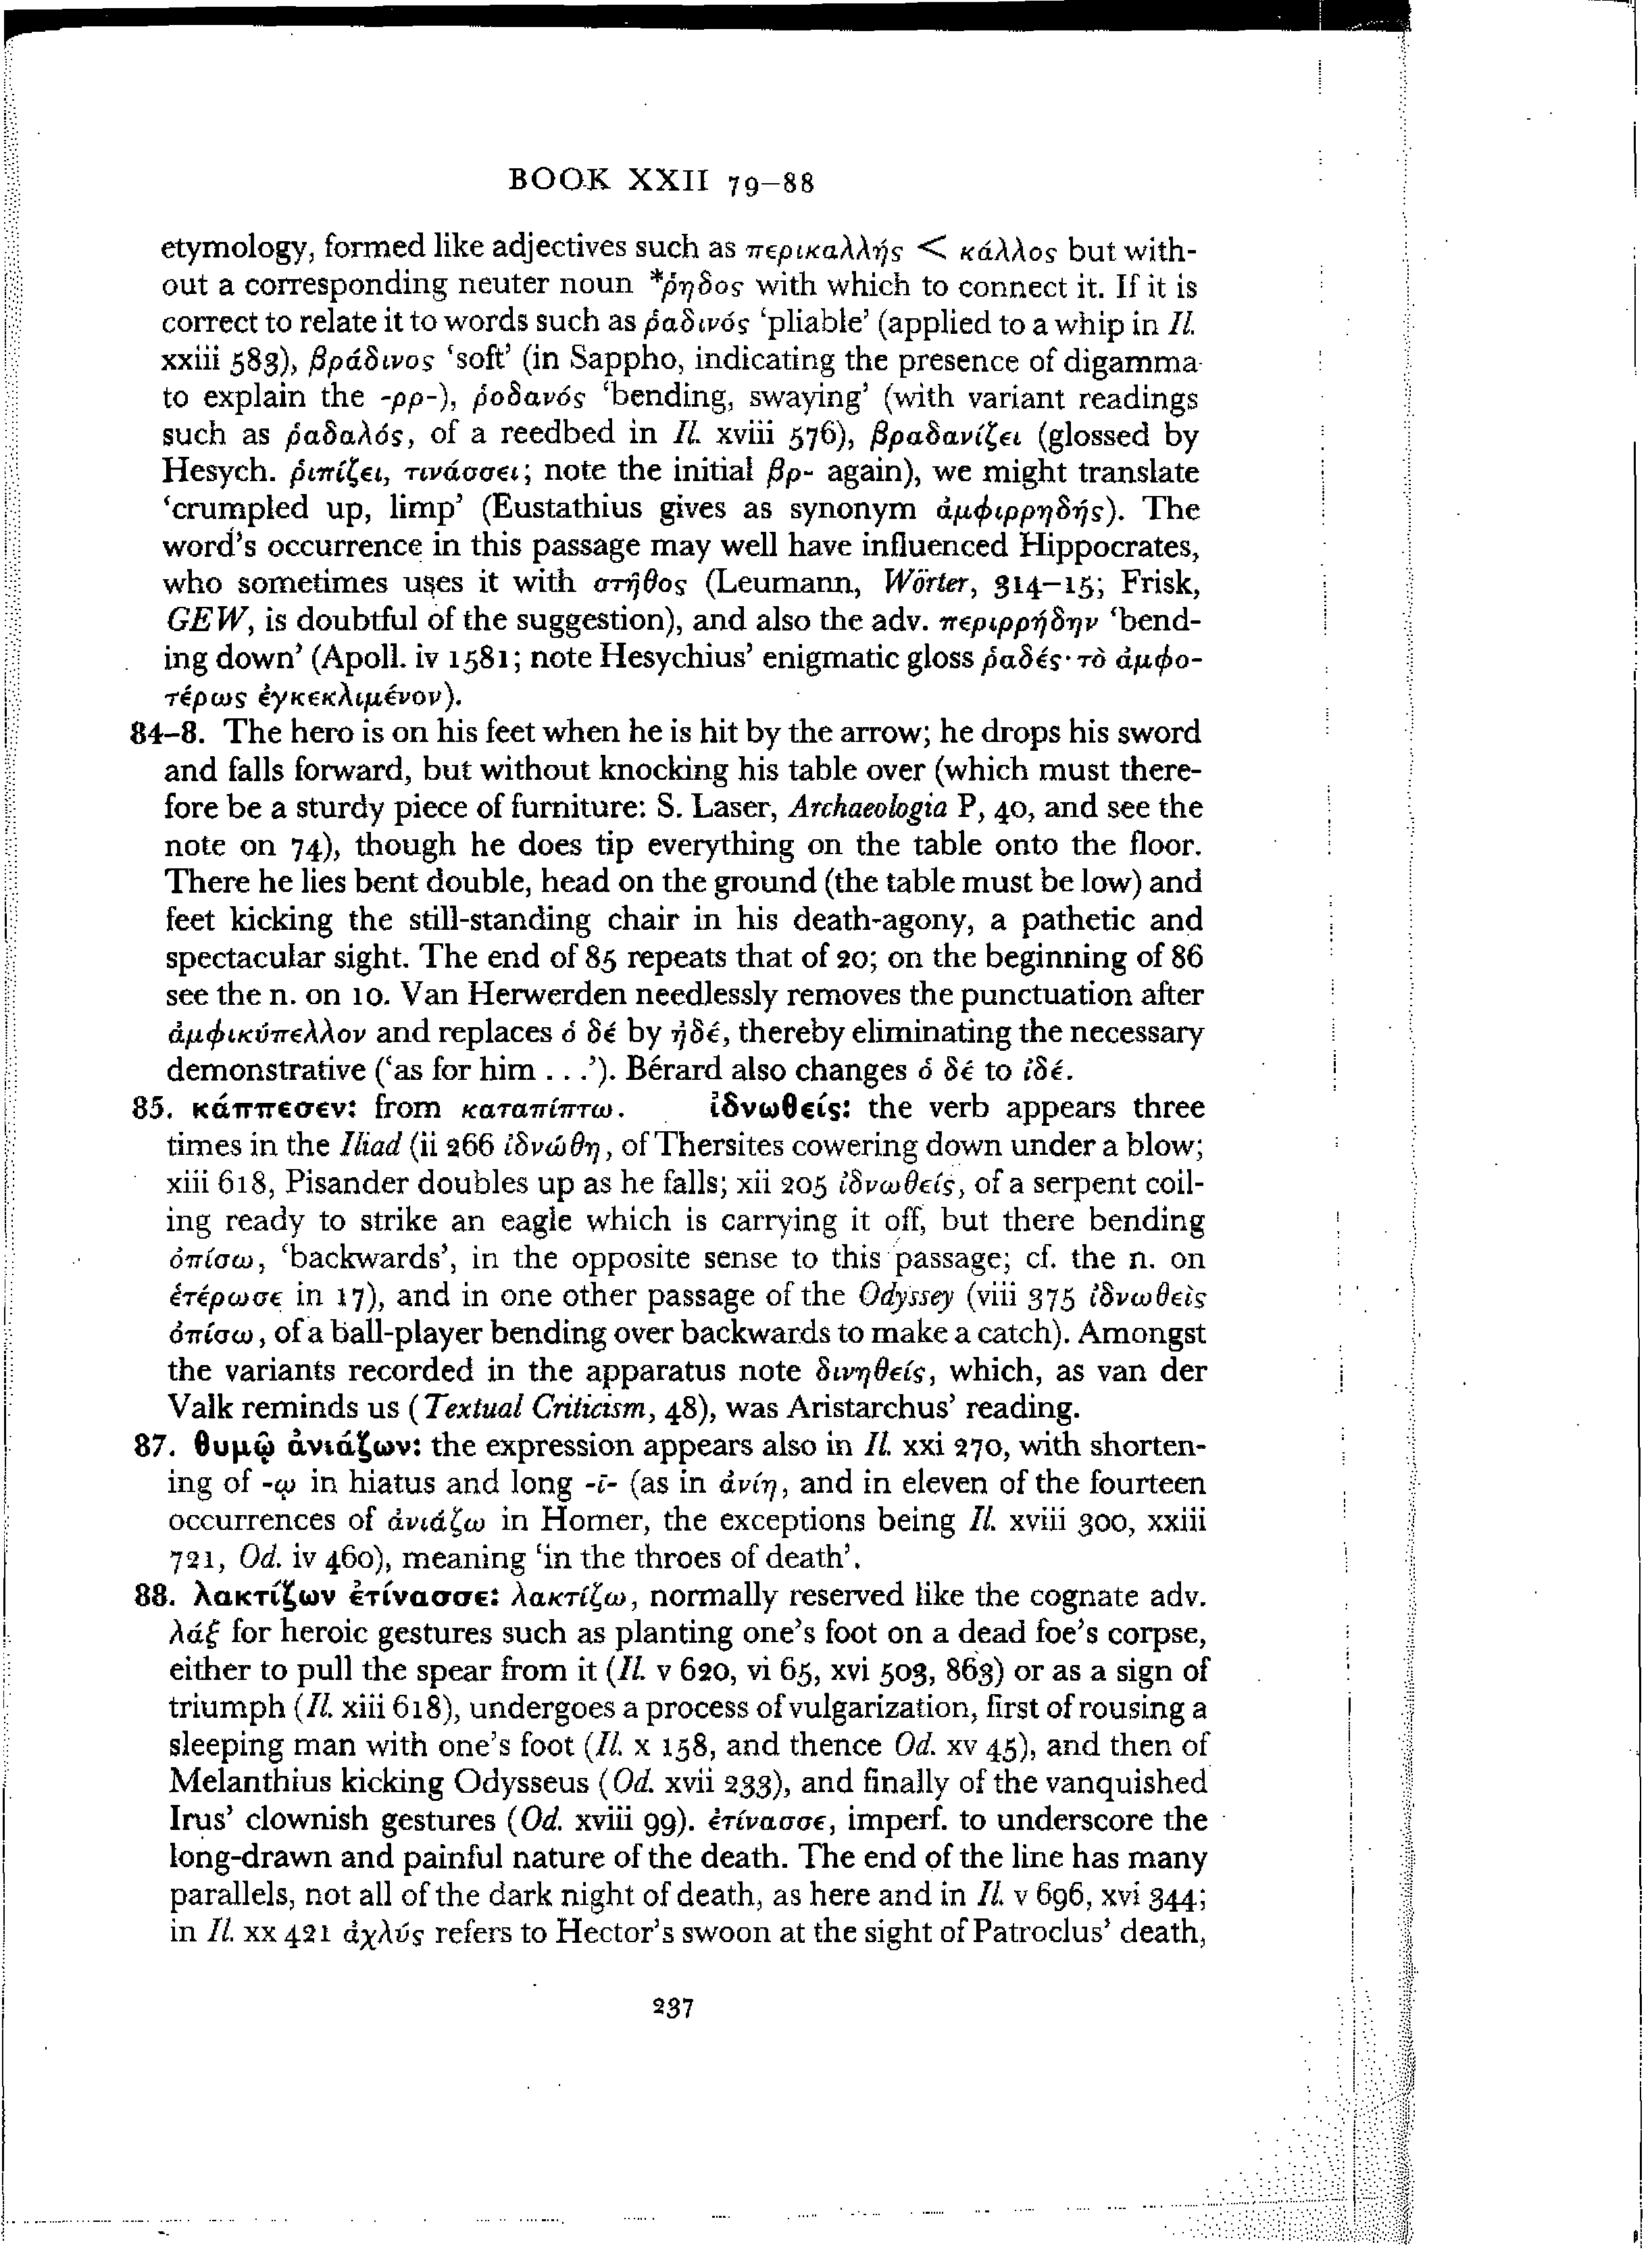 BOOK XXII 79–88
etymology, formed like adjectives such as περικαλλής < κάλλος but with-
out a corresponding neuter noun *ῥηδος with which to connect it. If it is
correct to relate it to words such as ῥαδινός ‘pliable’ (applied to a whip in Il.
xxiii 583), βράδινος ‘soft’ (in Sappho, indicating the presence of digamma
to explain the -ρρ-), ῥοδανός ‘bending, swaying’ (with variant readings
such as ῥαδαλός, of a reedbed in Il. xviii 576), βραδανίζει (glossed by
Hesych. ῥιπίζει, τινάσσει; note the initial βρ- again), we might translate
‘crumpled up, limp’ (Eustathius gives as synonym ἀμφιρρηδής). The
word’s occurrence in this passage may well have influenced Hippocrates,
who sometimes uses it with στῆθος (Leumann, Wörter, 314–15; Frisk,
GEW, is doubtful of the suggestion), and also the adv. περιρρήδην ‘bend-
ing down’ (Apoll. iv 1581; note Hesychius’ enigmatic gloss ῥαδές· τὸ ἀμφο-
τέρως ἐγκεκλιμένον).
84–8. The hero is on his feet when he is hit by the arrow; he drops his sword
and falls forward, but without knocking his table over (which must there-
fore be a sturdy piece of furniture: S. Laser, Archaeologia P, 40, and see the
note on 74), though he does tip everything on the table onto the floor.
There he lies bent double, head on the ground (the table must be low) and
feet kicking the still-standing chair in his death-agony, a pathetic and
spectacular sight. The end of 85 repeats that of 20; on the beginning of 86
see the n. on 10. Van Herwerden needlessly removes the punctuation after
ἀμφικύπελλον and replaces ὁ δέ by ἠδέ, thereby eliminating the necessary
demonstrative (‘as for him . . .’). Bérard also changes ὁ δέ to ἰδέ.
85. κάππεσεν: from καταπίπτω. ἰδνωθείς: the verb appears three
times in the Iliad (ii 266 ἰδνώθη, of Thersites cowering down under a blow;
xiii 618, Pisander doubles up as he falls; xii 205 ἰδνωθείς, of a serpent coil-
ing ready to strike an eagle which is carrying it off, but there bending
ὀπίσω, ‘backwards’, in the opposite sense to this passage; cf. the n. on
ἑτέρωσε in 17), and in one other passage of the Odyssey (viii 375 ἰδνωθεὶς
ὀπίσω, of a ball-player bending over backwards to make a catch). Amongst
the variants recorded in the apparatus note δινηθείς, which, as van der
Valk reminds us (Textual Criticism, 48), was Aristarchus’ reading.
87. θυμῷ ἀνιάζων: the expression appears also in Il. xxi 270, with shorten-
ing of -ῳ in hiatus and long -ῑ- (as in ἀνίη, and in eleven of the fourteen
occurrences of ἀνιάζω in Homer, the exceptions being Il. xviii 300, xxiii
721, Od. iv 460), meaning ‘in the throes of death’.
88. λακτίζων ἐτίνασσε: λακτίζω, normally reserved like the cognate adv.
λάξ for heroic gestures such as planting one’s foot on a dead foe’s corpse,
either to pull the spear from it (Il. v 620, vi 65, xvi 503, 863) or as a sign of
triumph (Il. xiii 618), undergoes a process of vulgarization, first of rousing a
sleeping man with one’s foot (Il. x 158, and thence Od. xv 45), and then of
Melanthius kicking Odysseus (Od. xvii 233), and finally of the vanquished
Irus’ clownish gestures (Od. xviii 99). ἐτίνασσε, imperf. to underscore the
long-drawn and painful nature of the death. The end of the line has many
parallels, not all of the dark night of death, as here and in Il. v 696, xvi 344;
in Il. xx 421 ἀχλύς refers to Hector’s swoon at the sight of Patroclus’ death,
237